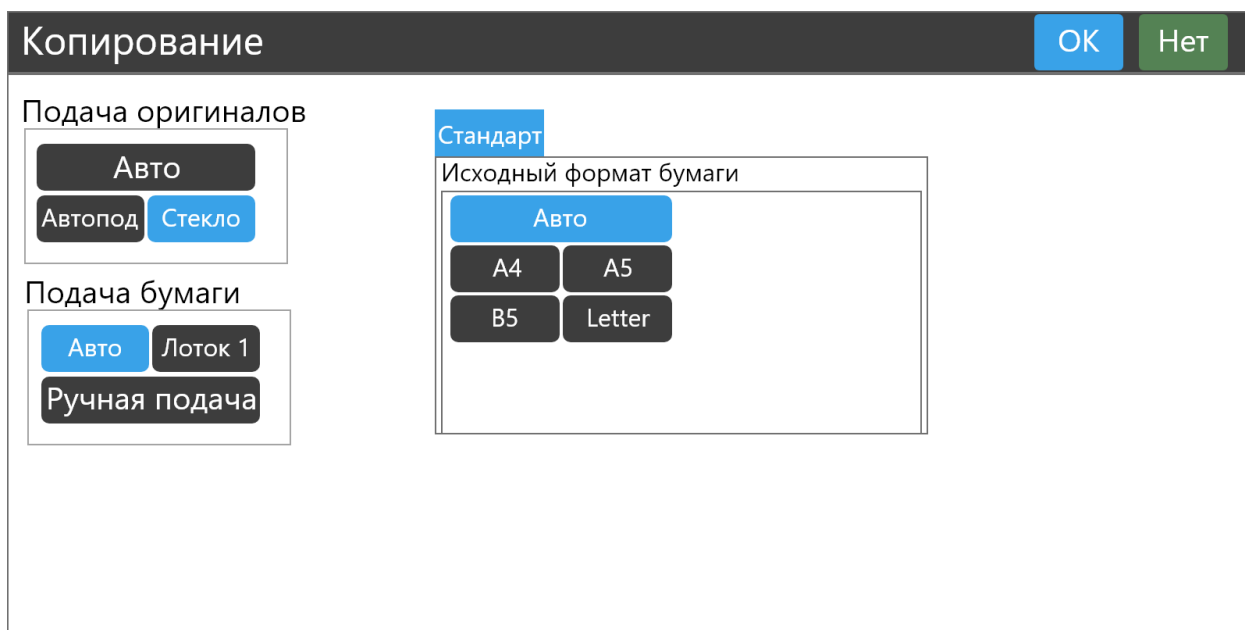 Копирование
ОК
Нет
Подача оригиналов
Авто
Автопод
Стекло
Подача бумаги
Авто
Лоток 1
Ручная подача
Стандарт
Исходный формат бумаги
Авто
A4
A5
B5
Letter